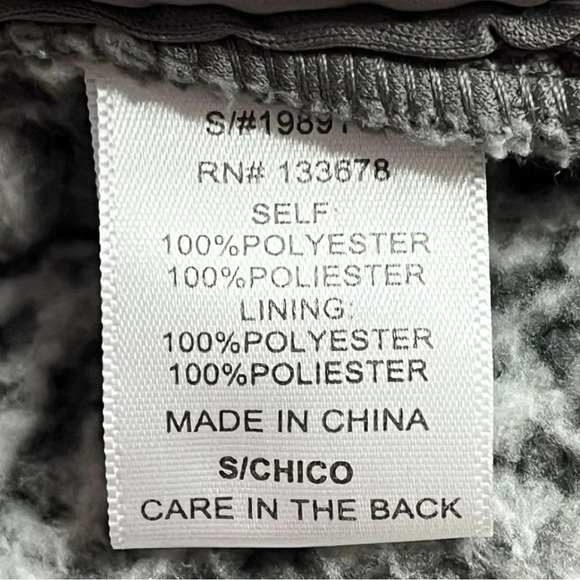 S/#1989
RN# 133678
SELF:
100%POLYESTER
100%POLIESTER
LINING:
100%POLYESTER
100%POLIESTER
MADE IN CHINA
S/CHICO
CARE IN THE BACK